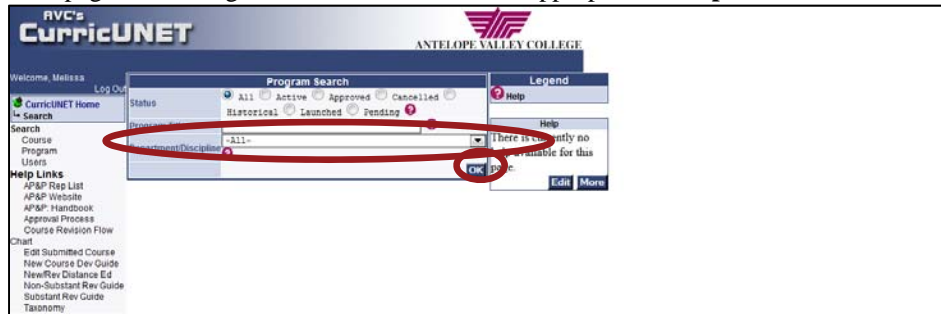 AVC's
CurricUNET
ANTELOPE VALLEY COLLEGE
Welcome, Melissa
Log Out
CurricUNET Home
Search
Search
Course
Program
Users
Help Links
AP&P Rep List
AP&P Website
AP&P: Handbook
Approval Process
Course Revision Flow
Chart
Edit Submitted Course
New Course Dev Guide
New/Rev Distance Ed
Non-Substant Rev Guide
Substant Rev Guide
Taxonomy
Program Search
Status
All Active Approved Cancelled
Historical Launched Pending ?
Program
-All-
Department/Discipline
OK
Legend
? Help
Help
There is currently no
available for this
page.
Edit More